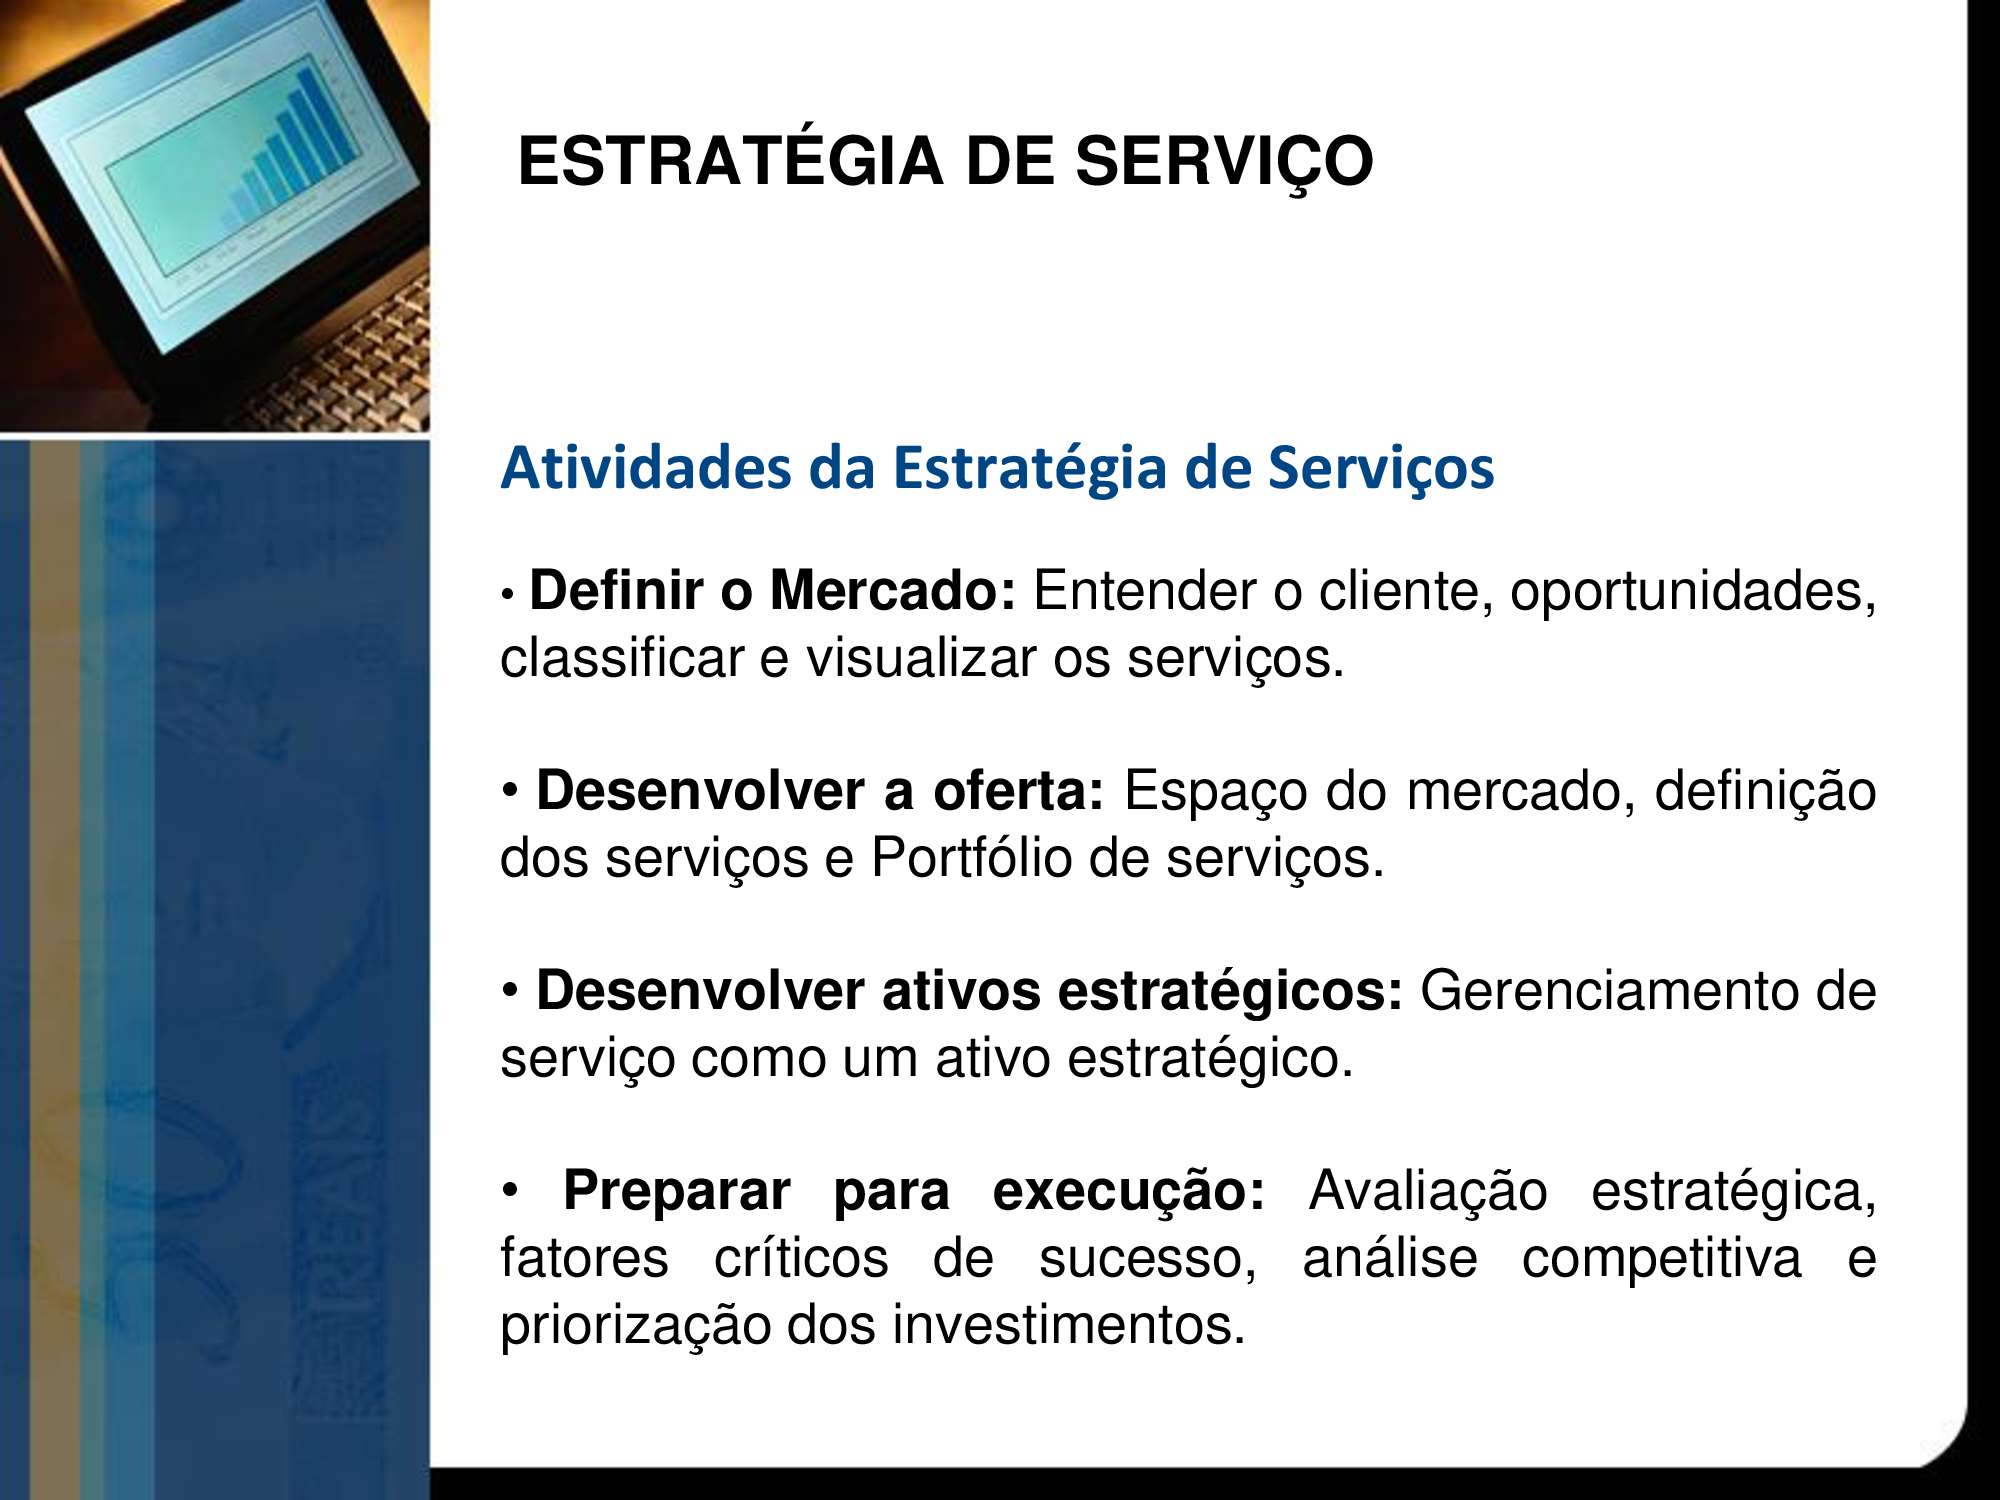 ESTRATÉGIA DE SERVIÇO
Atividades da Estratégia de Serviços
• Definir o Mercado: Entender o cliente, oportunidades,
classificar e visualizar os serviços.
• Desenvolver a oferta: Espaço do mercado, definição
dos serviços e Portfólio de serviços.
• Desenvolver ativos estratégicos: Gerenciamento de
serviço como um ativo estratégico.
• Preparar para execução: Avaliação estratégica,
fatores críticos de sucesso, análise competitiva e
priorização dos investimentos.
REAIS